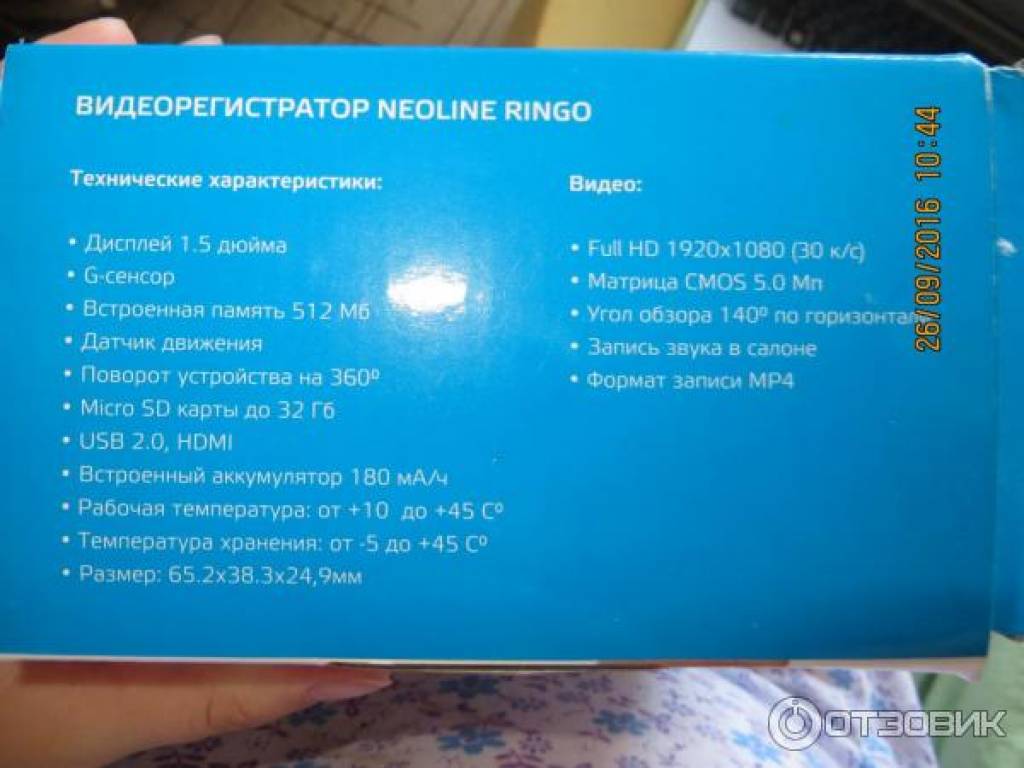 ВИДЕОРЕГИСТРАТОР NEOLINE RINGO
Технические характеристики:
• Дисплей 1.5 дюйма
• G-сенсор
• Встроенная память 512 Мб
• Датчик движения
• Поворот устройства на 360º
• Micro SD карты до 32 Гб
• USB 2.0, HDMI
• Встроенный аккумулятор 180 мА/ч
• Рабочая температура: от +10 до +45 Сº
• Температура хранения: от -5 до +45 Сº
• Размер: 65.2x38.3x24,9мм
Видео:
• Full HD 1920x1080 (30 к/с)
• Матрица CMOS 5.0 Мп
• Угол обзора 140º по горизонтали
• Запись звука в салоне
• Формат записи MP4
26/09/2016 10:44
ОТЗОВИК